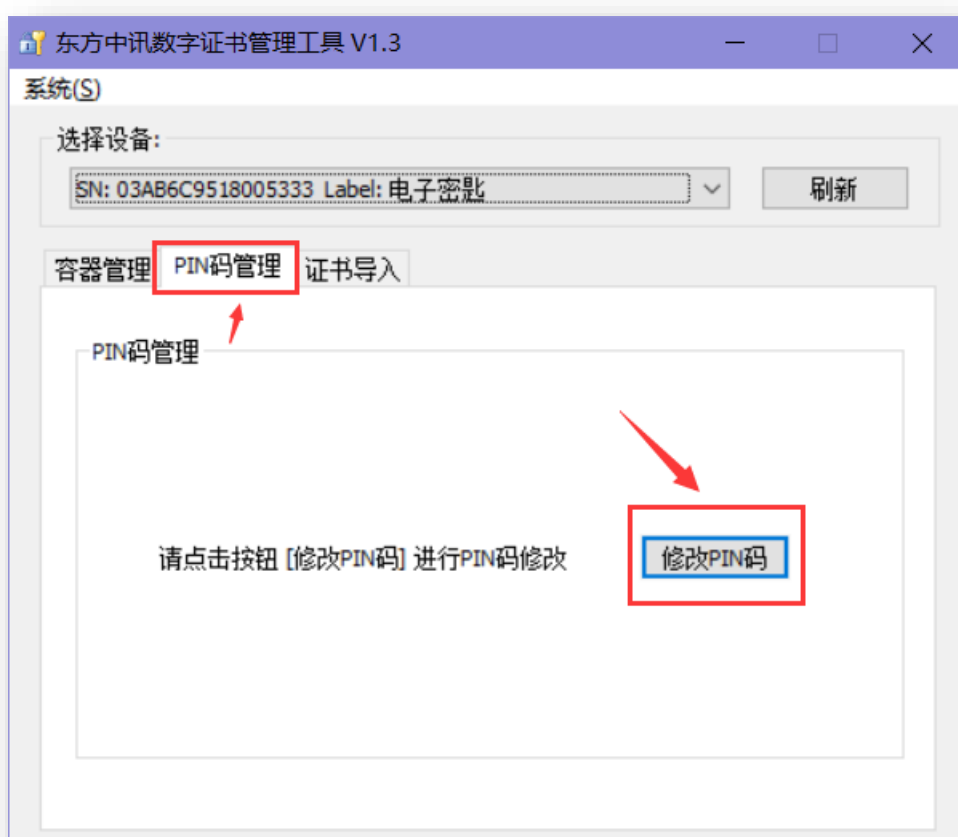 东方中讯数字证书管理工具 V1.3
系统(S)
选择设备:
SN: 03AB6C9518005333 Label: 电子密匙
刷新
容器管理 PIN码管理 证书导入
PIN码管理
请点击按钮 [修改PIN码] 进行PIN码修改
修改PIN码